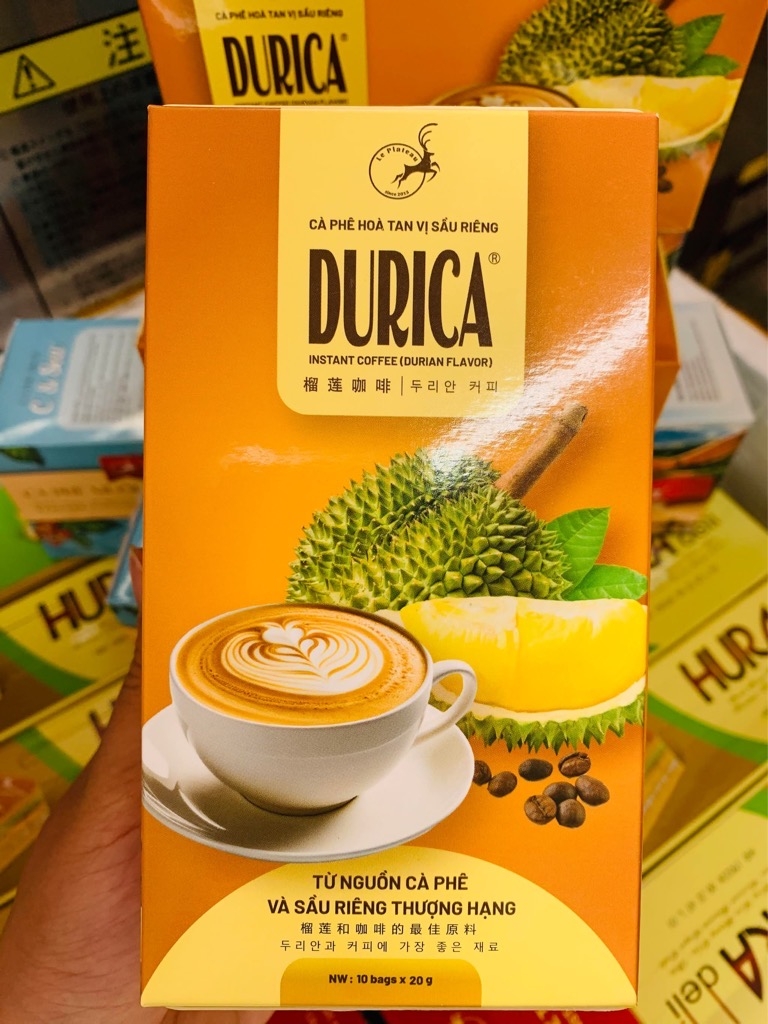 CÀ PHÊ HOÀ TAN VỊ SẦU RIÊNG
DURICA®
注
Le Plateau
since 2012
CÀ PHÊ HOÀ TAN VỊ SẦU RIÊNG
DURICA®
INSTANT COFFEE (DURIAN FLAVOR)
榴莲咖啡 | 두리안 커피
HUR
HURA
TỪ NGUỒN CÀ PHÊ
VÀ SẦU RIÊNG THƯỢNG HẠNG
榴莲和咖啡的最佳原料
두리안과 커피에 가장 좋은 재료
NW : 10 bags x 20 g
deli